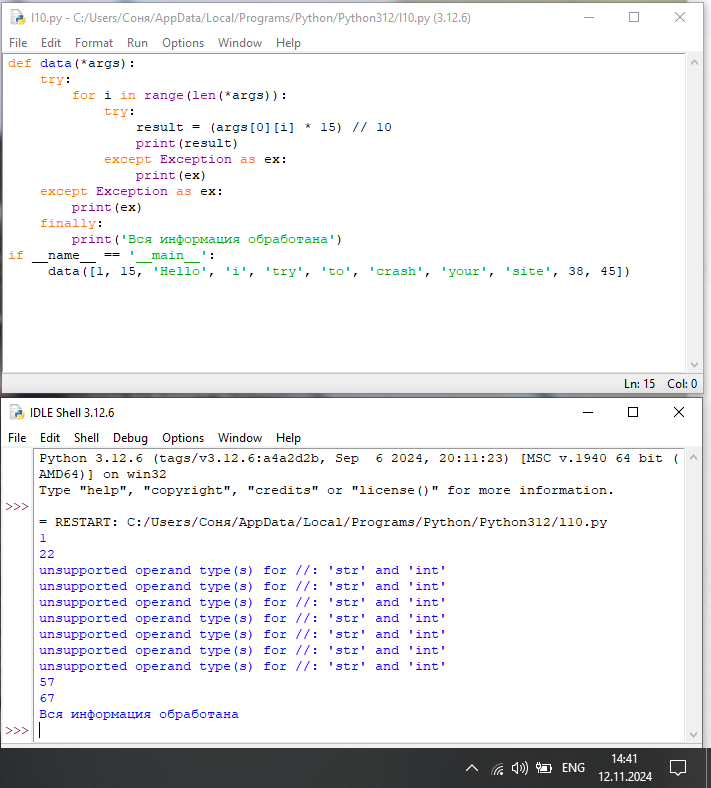 l10.py - C:/Users/Соня/AppData/Local/Programs/Python/Python312/l10.py (3.12.6)
File Edit Format Run Options Window Help
def data(*args):
    try:
        for i in range(len(*args)):
            try:
                result = (args[0][i] * 15) // 10
                print(result)
            except Exception as ex:
                print(ex)
    except Exception as ex:
        print(ex)
    finally:
        print('Вся информация обработана')
if __name__ == '__main__':
     data([1, 15, 'Hello', 'i', 'try', 'to', 'crash', 'your', 'site', 38, 45])
Ln: 15 Col: 0
IDLE Shell 3.12.6
File Edit Shell Debug Options Window Help
Python 3.12.6 (tags/v3.12.6:a4a2d2b, Sep  6 2024, 20:11:23) [MSC v.1940 64 bit (
AMD64)] on win32
Type "help", "copyright", "credits" or "license()" for more information.
>>>
= RESTART: C:/Users/Соня/AppData/Local/Programs/Python/Python312/l10.py
1
22
unsupported operand type(s) for //: 'str' and 'int'
unsupported operand type(s) for //: 'str' and 'int'
unsupported operand type(s) for //: 'str' and 'int'
unsupported operand type(s) for //: 'str' and 'int'
unsupported operand type(s) for //: 'str' and 'int'
unsupported operand type(s) for //: 'str' and 'int'
unsupported operand type(s) for //: 'str' and 'int'
57
67
Вся информация обработана
>>>
ENG
14:41
12.11.2024